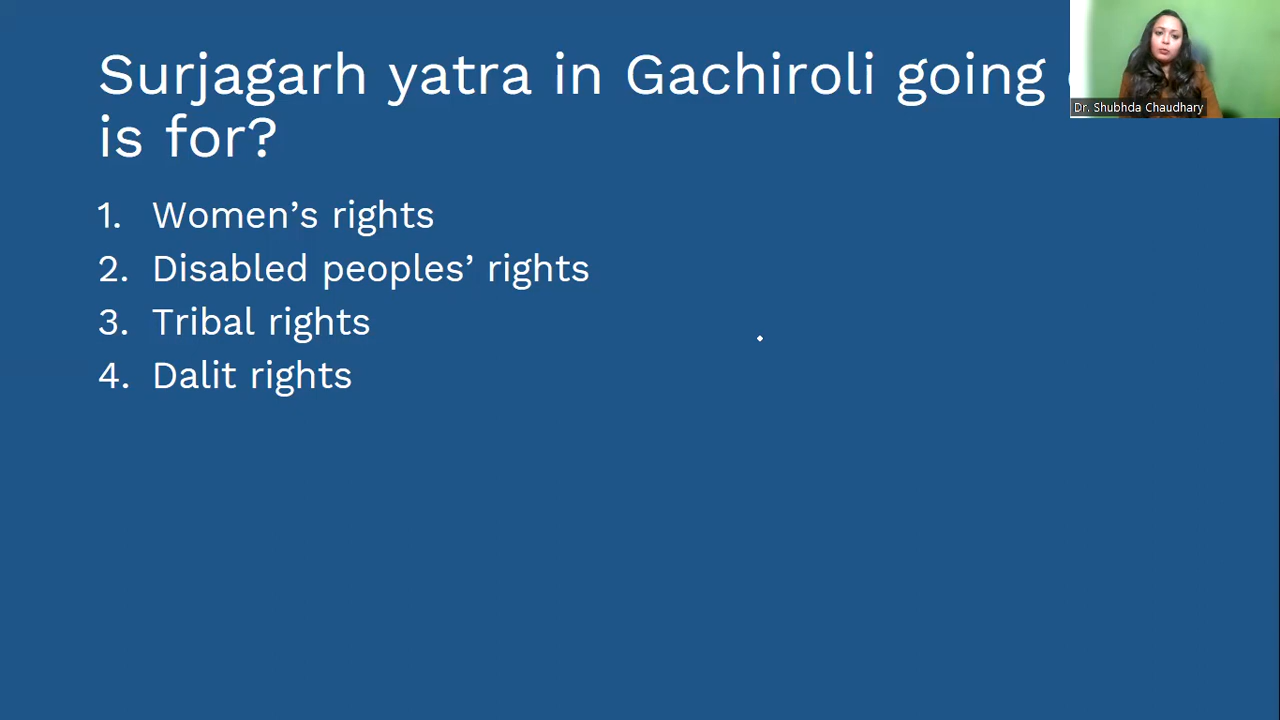 Surjagarh yatra in Gachiroli going
is for?
1. Women’s rights
2. Disabled peoples’ rights
3. Tribal rights
4. Dalit rights
Dr. Shubhda Chaudhary